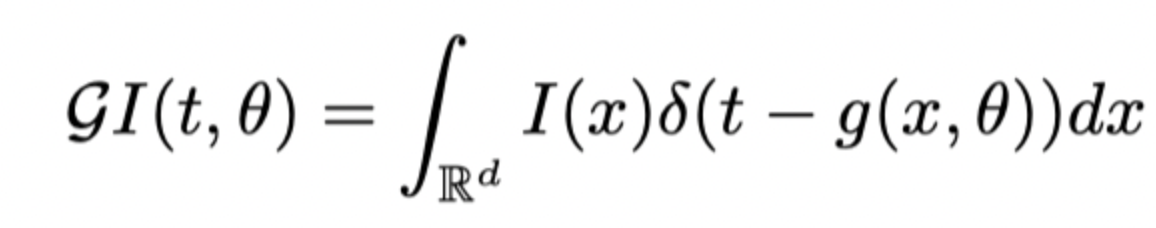 𝒢I(t, θ) = ∫_{ℝ^d} I(x)δ(t − g(x, θ))dx